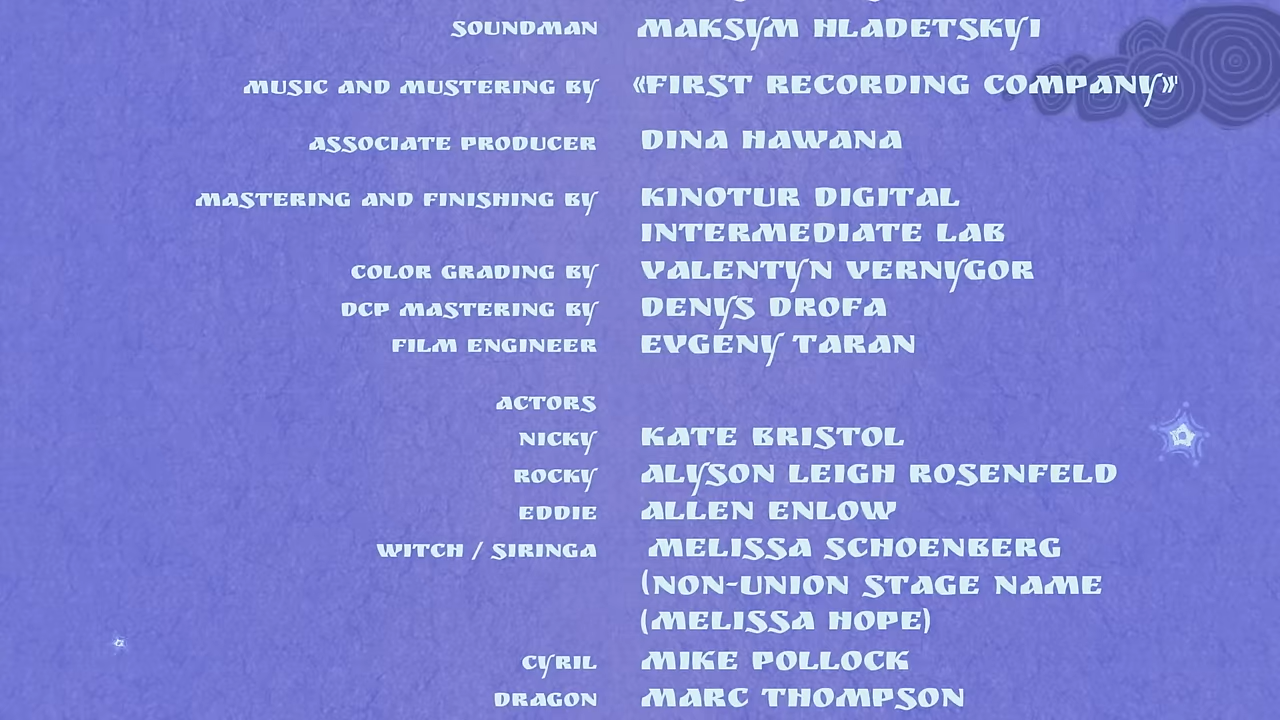 SOUNDMAN MAKSYM HLADETSKYI
MUSIC AND MUSTERING BY «FIRST RECORDING COMPANY»
ASSOCIATE PRODUCER DINA HAWANA
MASTERING AND FINISHING BY KINOTUR DIGITAL
INTERMEDIATE LAB
COLOR GRADING BY VALENTYN VERNYGOR
DCP MASTERING BY DENYS DROFA
FILM ENGINEER EVGENY TARAN
ACTORS
NICKY KATE BRISTOL
ROCKY ALYSON LEIGH ROSENFELD
EDDIE ALLEN ENLOW
WITCH / SIRINGA MELISSA SCHOENBERG
(NON-UNION STAGE NAME
(MELISSA HOPE)
CYRIL MIKE POLLOCK
DRAGON MARC THOMPSON